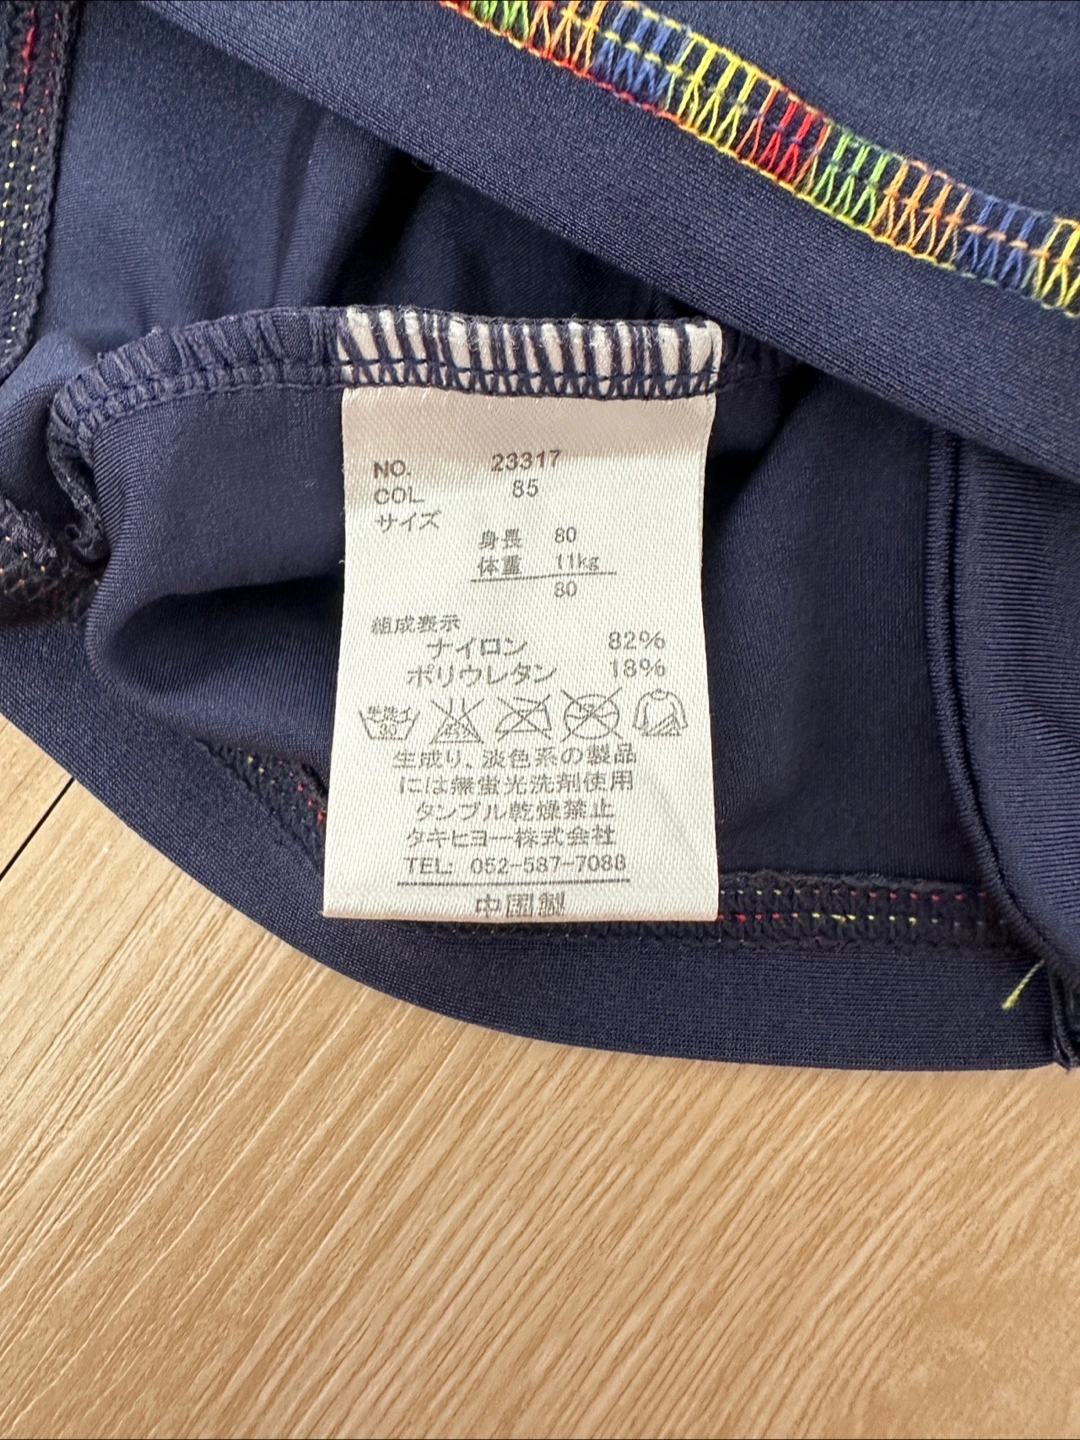 NO. 23317
COL 85
サイズ
身長 80
体重 11kg
80
組成表示
ナイロン 82%
ポリウレタン 18%
30
生成り、淡色系の製品
には無蛍光洗剤使用
タンブル乾燥禁止
タキヒヨー株式会社
TEL: 052-587-7088
中国製